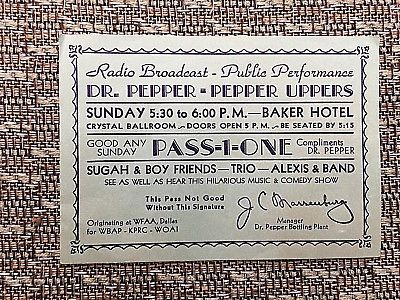 Radio Broadcast - Public Performance
DR. PEPPER - PEPPER UPPERS
SUNDAY 5:30 to 6:00 P.M.—BAKER HOTEL
CRYSTAL BALLROOM — DOORS OPEN 5 P.M. — BE SEATED BY 5:15
GOOD ANY SUNDAY PASS-1-ONE Compliments DR. PEPPER
SUGAH & BOY FRIENDS — TRIO — ALEXIS & BAND
SEE AS WELL AS HEAR THIS HILARIOUS MUSIC & COMEDY SHOW
This Pass Not Good
Without This Signature
Originating at WFAA, Dallas
for WBAP - KPRC - WOAI
Manager
Dr. Pepper Bottling Plant